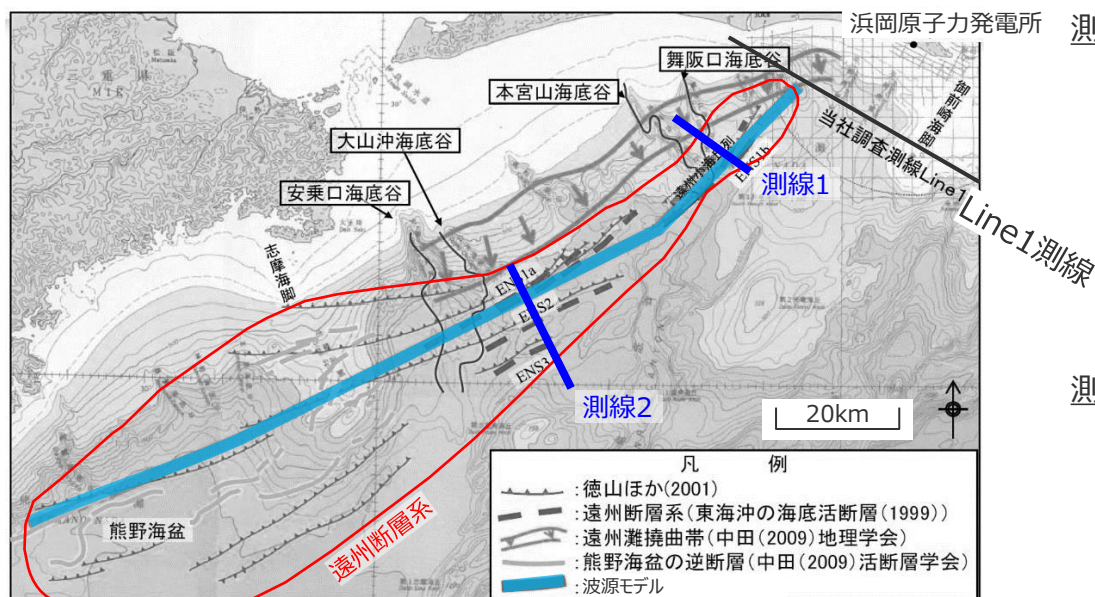 浜岡原子力発電所
測
舞阪口海底谷
本宮山海底谷
大山沖海底谷
安乗口海底谷
御前崎海脚
当社調査測線Line1
Line1測線
遠州小海丘列
ENS1b
測線1
志摩海脚
ENS1a
ENS2
ENS3
測線2
測
20km
熊野海盆
遠州断層系
凡 例
:徳山ほか(2001)
:遠州断層系(東海沖の海底活断層(1999))
:遠州灘撓曲帯(中田(2009)地理学会)
:熊野海盆の逆断層(中田(2009)活断層学会)
:波源モデル